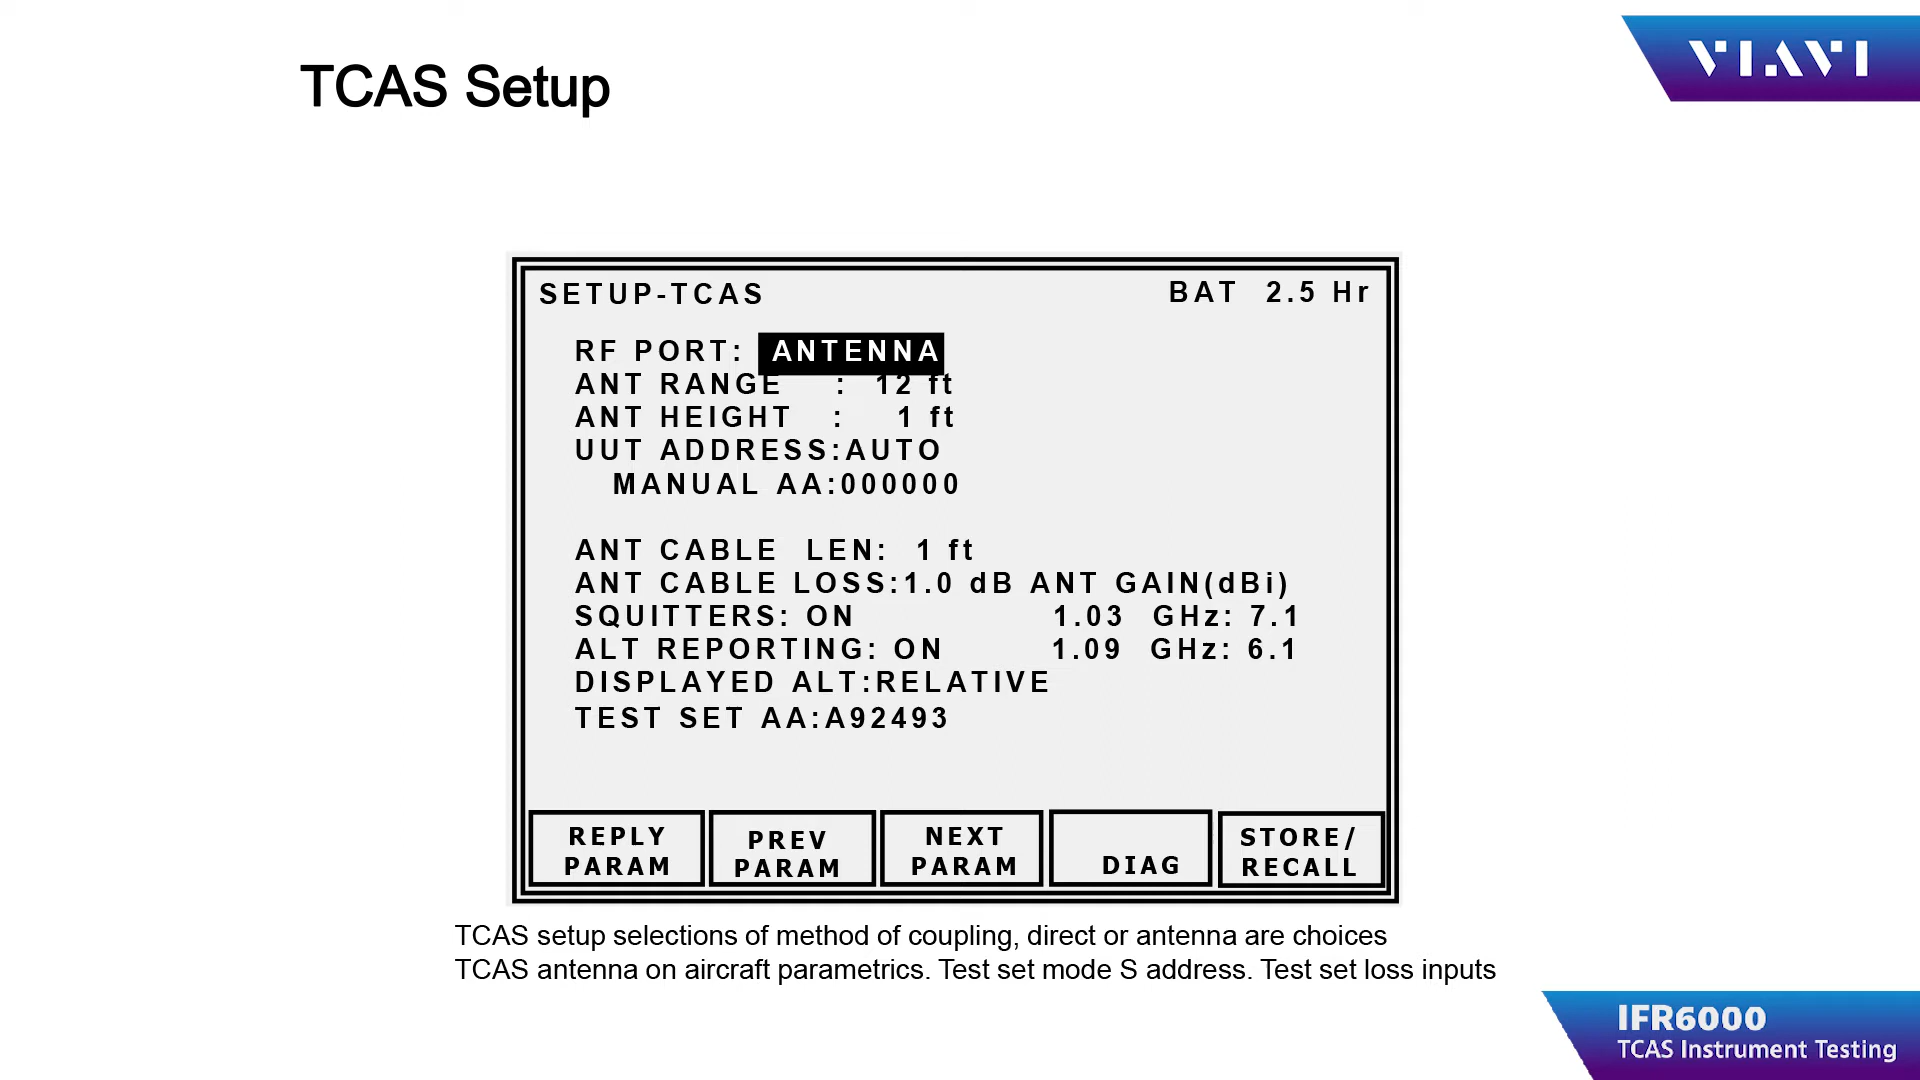 TCAS Setup
VIAVI
SETUP-TCAS BAT 2.5 Hr
RF PORT: ANTENNA
ANT RANGE : 12 ft
ANT HEIGHT : 1 ft
UUT ADDRESS:AUTO
MANUAL AA:000000
ANT CABLE LEN: 1 ft
ANT CABLE LOSS:1.0 dB ANT GAIN(dBi)
SQUITTERS: ON 1.03 GHz: 7.1
ALT REPORTING: ON 1.09 GHz: 6.1
DISPLAYED ALT:RELATIVE
TEST SET AA:A92493
REPLY PARAM
PREV PARAM
NEXT PARAM
DIAG
STORE/ RECALL
TCAS setup selections of method of coupling, direct or antenna are choices
TCAS antenna on aircraft parametrics. Test set mode S address. Test set loss inputs
IFR6000
TCAS Instrument Testing